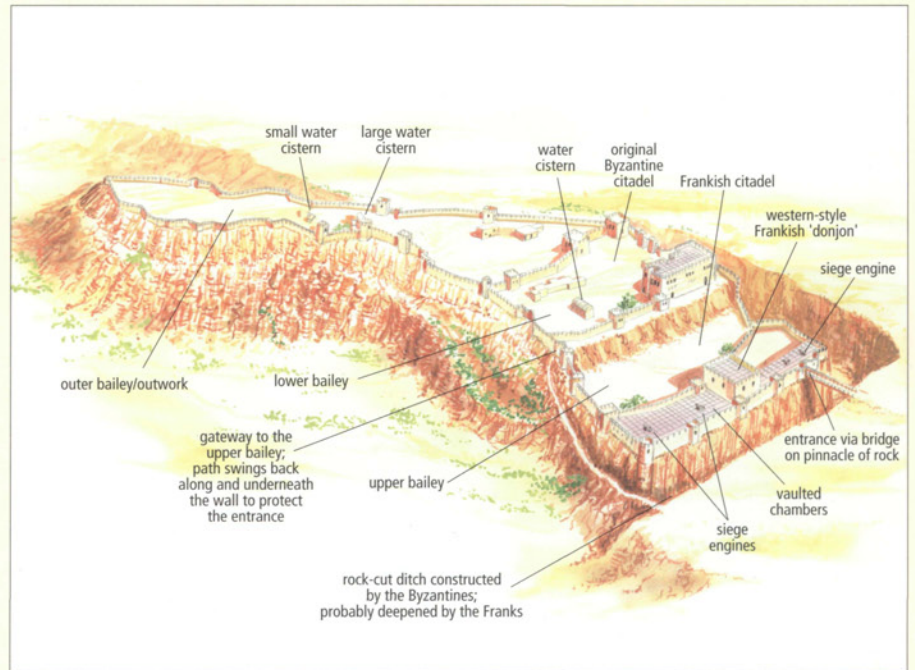 small water
cistern
large water
cistern
water
cistern
original
Byzantine
citadel
Frankish citadel
western-style
Frankish 'donjon'
siege engine
outer bailey/outwork
lower bailey
gateway to the
upper bailey;
path swings back
along and underneath
the wall to protect
the entrance
upper bailey
entrance via bridge
on pinnacle of rock
vaulted
chambers
siege
engines
rock-cut ditch constructed
by the Byzantines;
probably deepened by the Franks